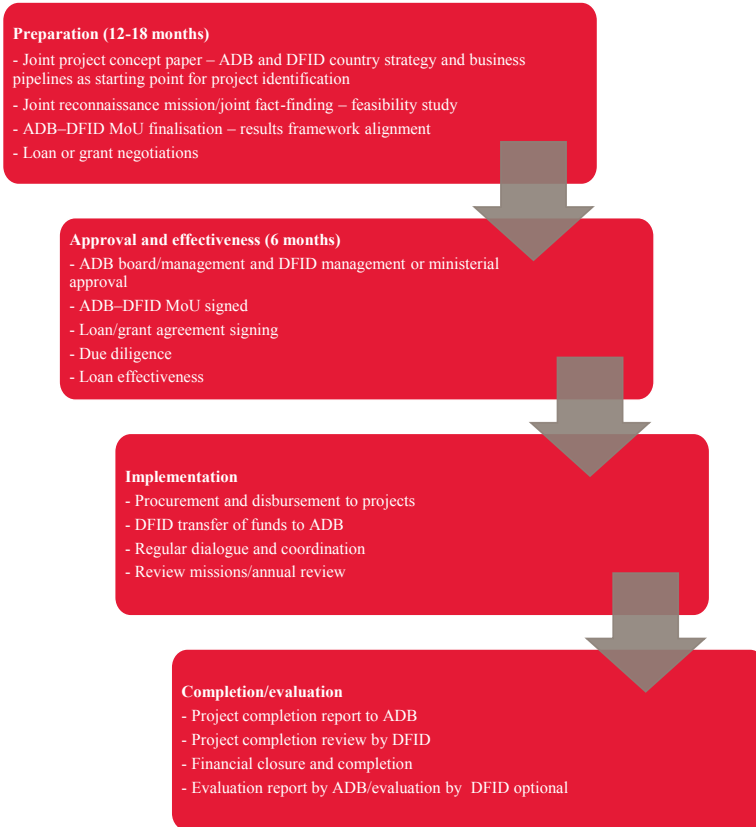 Preparation (12-18 months)
- Joint project concept paper – ADB and DFID country strategy and business
pipelines as starting point for project identification
- Joint reconnaissance mission/joint fact-finding – feasibility study
- ADB–DFID MoU finalisation – results framework alignment
- Loan or grant negotiations
Approval and effectiveness (6 months)
- ADB board/management and DFID management or ministerial
approval
- ADB–DFID MoU signed
- Loan/grant agreement signing
- Due diligence
- Loan effectiveness
Implementation
- Procurement and disbursement to projects
- DFID transfer of funds to ADB
- Regular dialogue and coordination
- Review missions/annual review
Completion/evaluation
- Project completion report to ADB
- Project completion review by DFID
- Financial closure and completion
- Evaluation report by ADB/evaluation by DFID optional